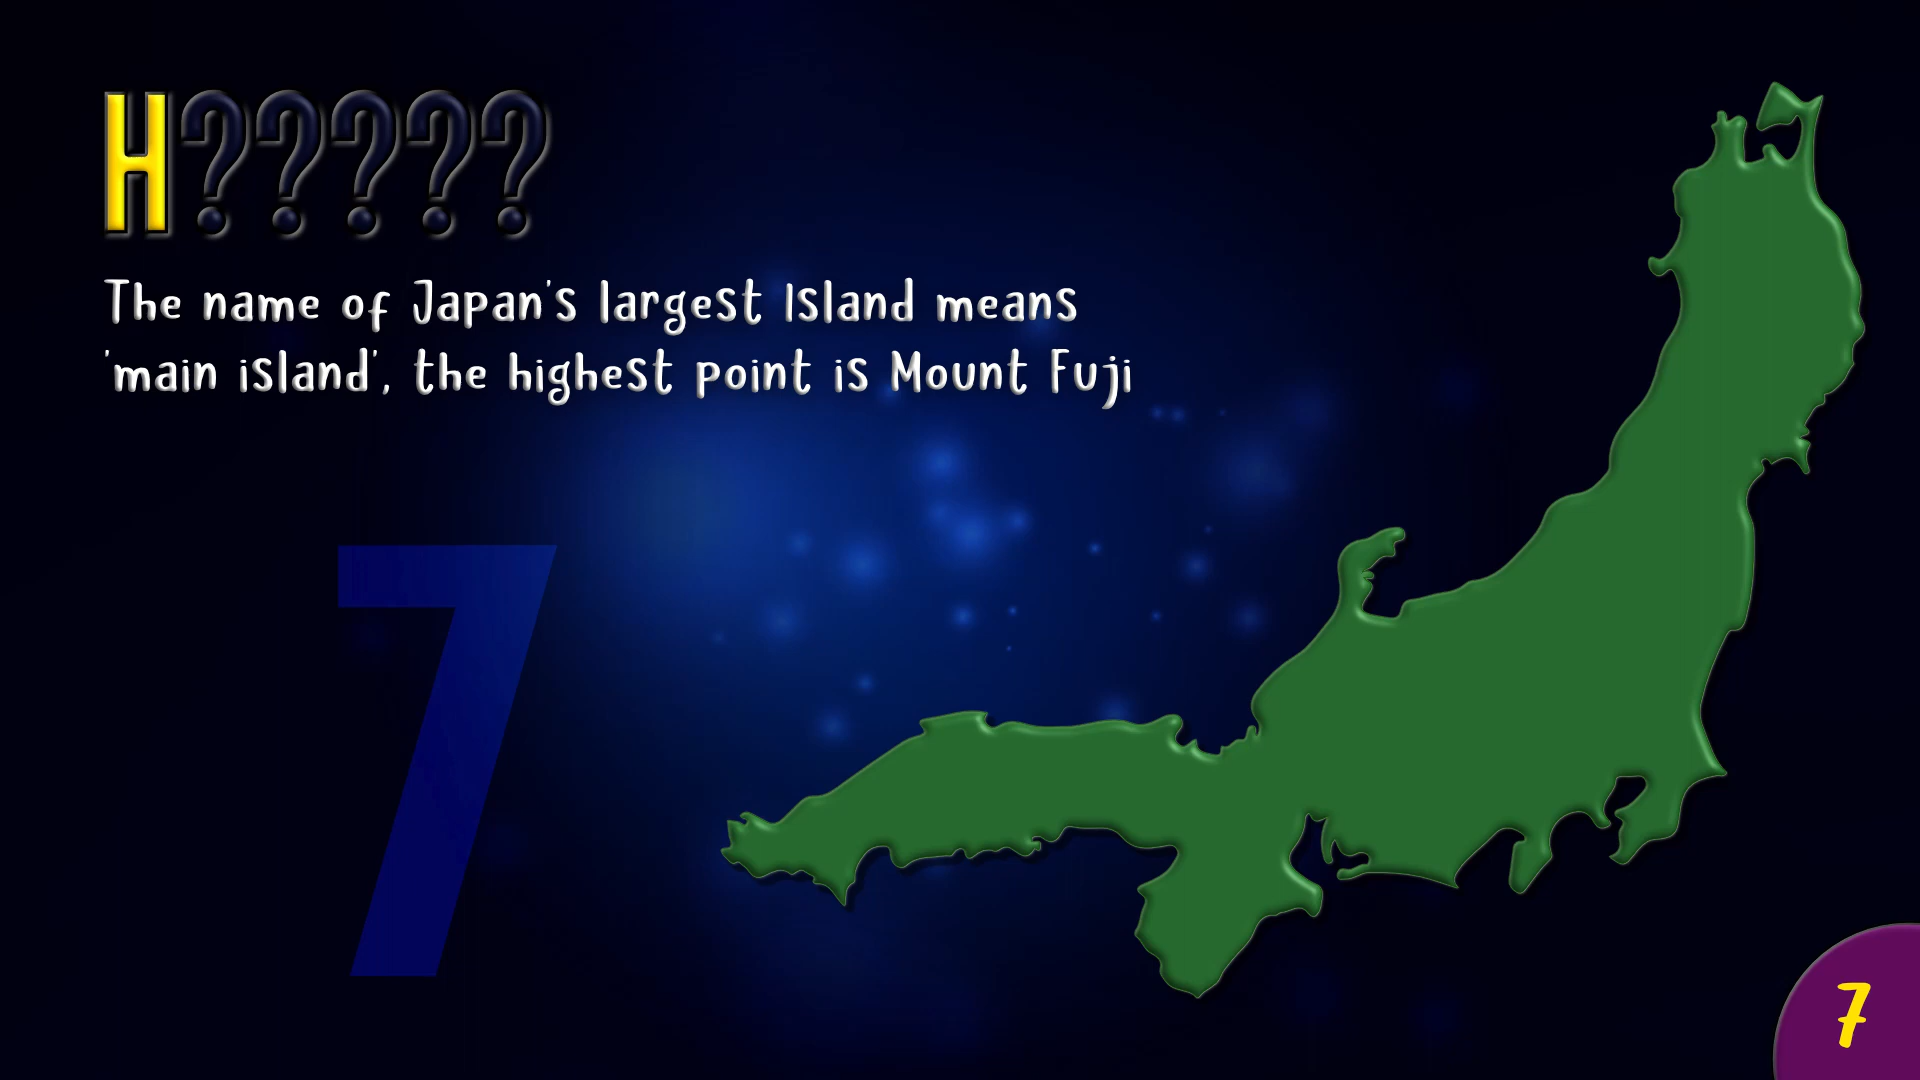 H?????
The name of Japan's largest Island means
'main island', the highest point is Mount Fuji
7
7